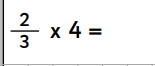 2/3 x 4 =